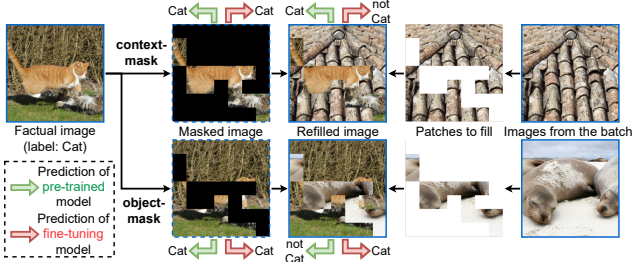 Cat
Cat
Cat
not
Cat
context-
mask
Factual image
(label: Cat)
Masked image
Refilled image
Patches to fill
Images from the batch
Prediction of
pre-trained
model
Prediction of
fine-tuning
model
object-
mask
Cat
Cat
not
Cat
Cat